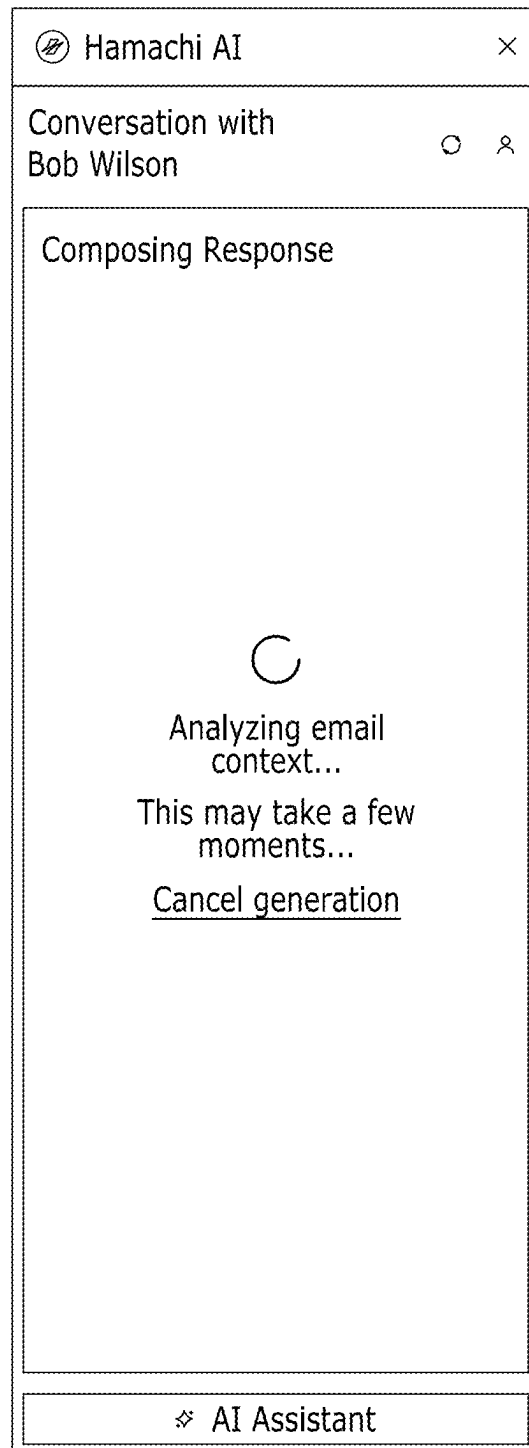 Hamachi AI
Conversation with
Bob Wilson
Composing Response
Analyzing email
context...
This may take a few
moments...
Cancel generation
AI Assistant